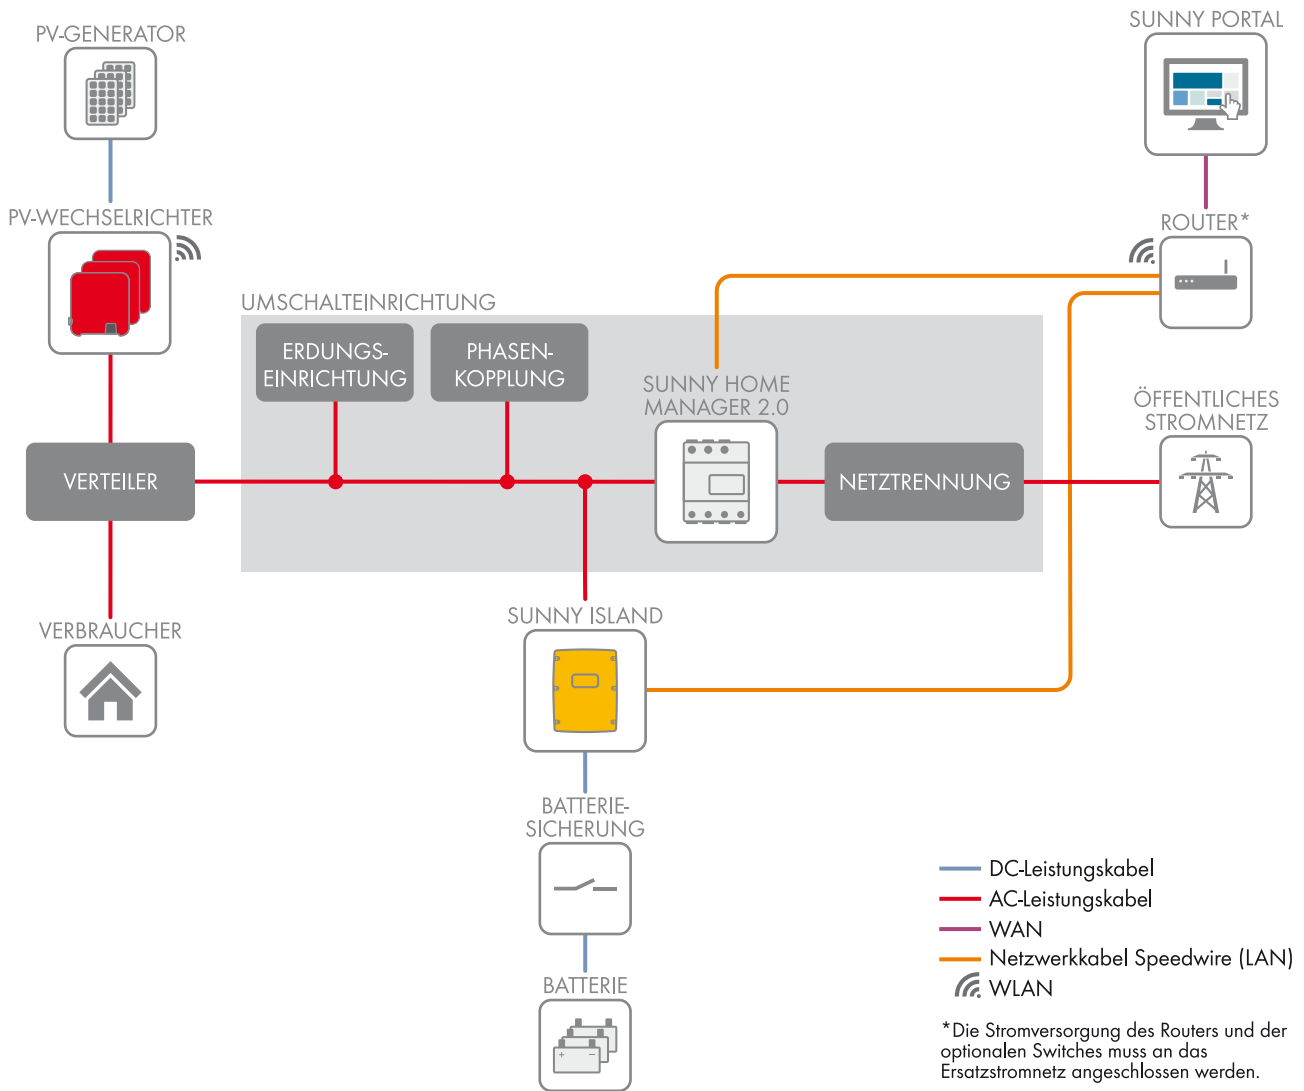 PV-GENERATOR
SUNNY PORTAL
PV-WECHSELRICHTER
ROUTER*
UMSCHALTEINRICHTUNG
ERDUNGS-
EINRICHTUNG
PHASEN-
KOPPLUNG
SUNNY HOME
MANAGER 2.0
ÖFFENTLICHES
STROMNETZ
VERTEILER
NETZTRENNUNG
VERBRAUCHER
SUNNY ISLAND
BATTERIE-
SICHERUNG
BATTERIE
+ −
DC-Leistungskabel
AC-Leistungskabel
WAN
Netzwerkkabel Speedwire (LAN)
WLAN
*Die Stromversorgung des Routers und der
optionalen Switches muss an das
Ersatzstromnetz angeschlossen werden.